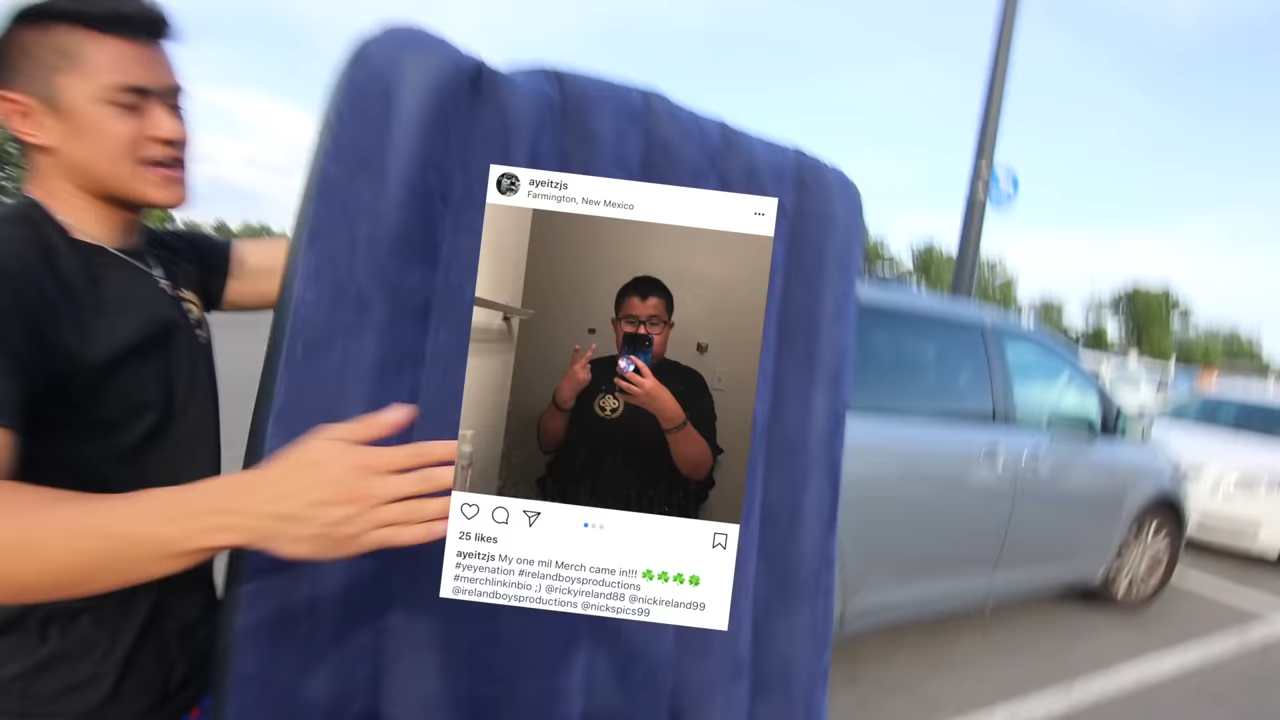 ayeitzjs
Farmington, New Mexico
25 likes
ayeitzjs My one mil Merch came in!!! 🍀🍀🍀🍀
#yeyenation #irelandboysproductions
#merchlinkinbio ;) @rickyireland88 @nickireland99
@irelandboysproductions @nickspics99